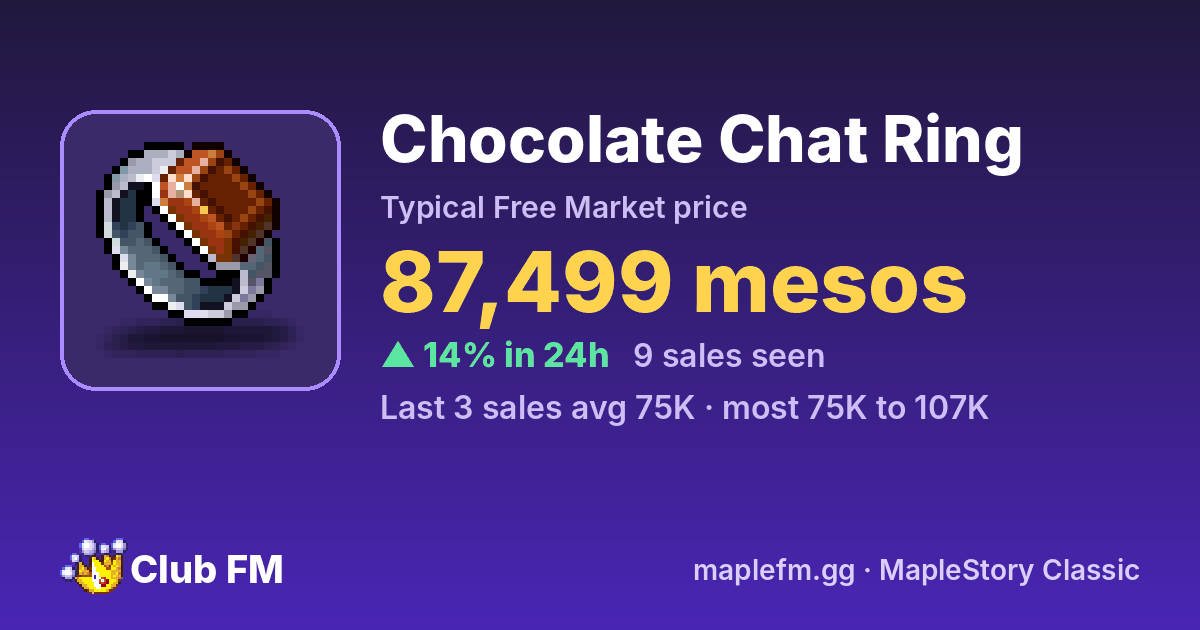 Chocolate Chat Ring
Typical Free Market price
87,499 mesos
▲ 14% in 24h 9 sales seen
Last 3 sales avg 75K · most 75K to 107K
Club FM
maplefm.gg · MapleStory Classic